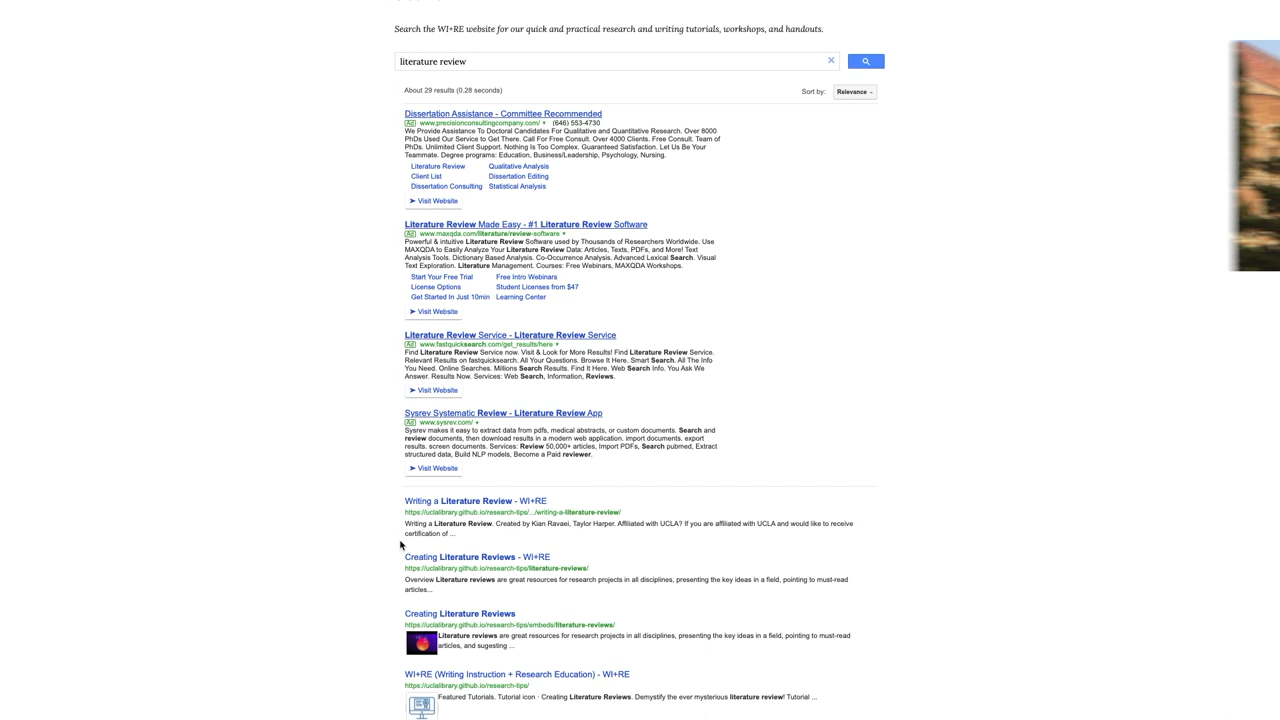 Search the WI+RE website for our quick and practical research and writing tutorials, workshops, and handouts.
literature review
About 29 results (0.28 seconds)
Sort by:
Relevance
Dissertation Assistance - Committee Recommended
Ad www.precisionconsultingcompany.com/ (646) 553-4730
We Provide Assistance To Doctoral Candidates For Qualitative and Quantitative Research. Over 8000
PhDs Used Our Service to Get There. Call For Free Consult. Over 4000 Clients. Free Consult. Team of
PhDs. Unlimited Client Support. Nothing Is Too Complex. Guaranteed Satisfaction. Let Us Be Your
Teammate. Degree programs: Education, Business/Leadership, Psychology, Nursing.
Literature Review Qualitative Analysis
Client List Dissertation Editing
Dissertation Consulting Statistical Analysis
Visit Website
Literature Review Made Easy - #1 Literature Review Software
Ad www.maxqda.com/literature/review-software
Powerful & intuitive Literature Review Software used by Thousands of Researchers Worldwide. Use
MAXQDA to Easily Analyze Your Literature Review Data: Articles, Texts, PDFs, and More! Text
Analysis Tools. Dictionary Based Analysis. Co-Occurrence Analysis. Advanced Lexical Search. Visual
Text Exploration. Literature Management. Courses: Free Webinars, MAXQDA Workshops.
Start Your Free Trial Free Intro Webinars
License Options Student Licenses from $47
Get Started In Just 10min Learning Center
Visit Website
Literature Review Service - Literature Review Service
Ad www.fastquicksearch.com/get_results/here
Find Literature Review Service now. Visit & Look for More Results! Find Literature Review Service.
Relevant Results on fastquicksearch. All Your Questions. Browse It Here. Smart Search. All The Info
You Need. Online Searches. Millions Search Results. Find It Here. Web Search Info. You Ask We
Answer. Results Now. Services: Web Search, Information, Reviews.
Visit Website
Sysrev Systematic Review - Literature Review App
Ad www.sysrev.com/
Sysrev makes it easy to extract data from pdfs, medical abstracts, or custom documents. Search and
review documents, then download results in a modern web application. import documents. export
results. screen documents. Services: Review 50,000+ articles, Import PDFs, Search pubmed, Extract
structured data, Build NLP models, Become a Paid reviewer.
Visit Website
Writing a Literature Review - WI+RE
https://uclalibrary.github.io/research-tips/.../writing-a-literature-review/
Writing a Literature Review. Created by Kian Ravaei, Taylor Harper. Affiliated with UCLA? If you are affiliated with UCLA and would like to receive
certification of ...
Creating Literature Reviews - WI+RE
https://uclalibrary.github.io/research-tips/literature-reviews/
Overview Literature reviews are great resources for research projects in all disciplines, presenting the key ideas in a field, pointing to must-read
articles...
Creating Literature Reviews
https://uclalibrary.github.io/research-tips/embeds/literature-reviews/
Literature reviews are great resources for research projects in all disciplines, presenting the key ideas in a field, pointing to must-read
articles, and sugesting ...
WI+RE (Writing Instruction + Research Education) - WI+RE
https://uclalibrary.github.io/research-tips/
Featured Tutorials. Tutorial icon · Creating Literature Reviews. Demystify the ever mysterious literature review! Tutorial ...